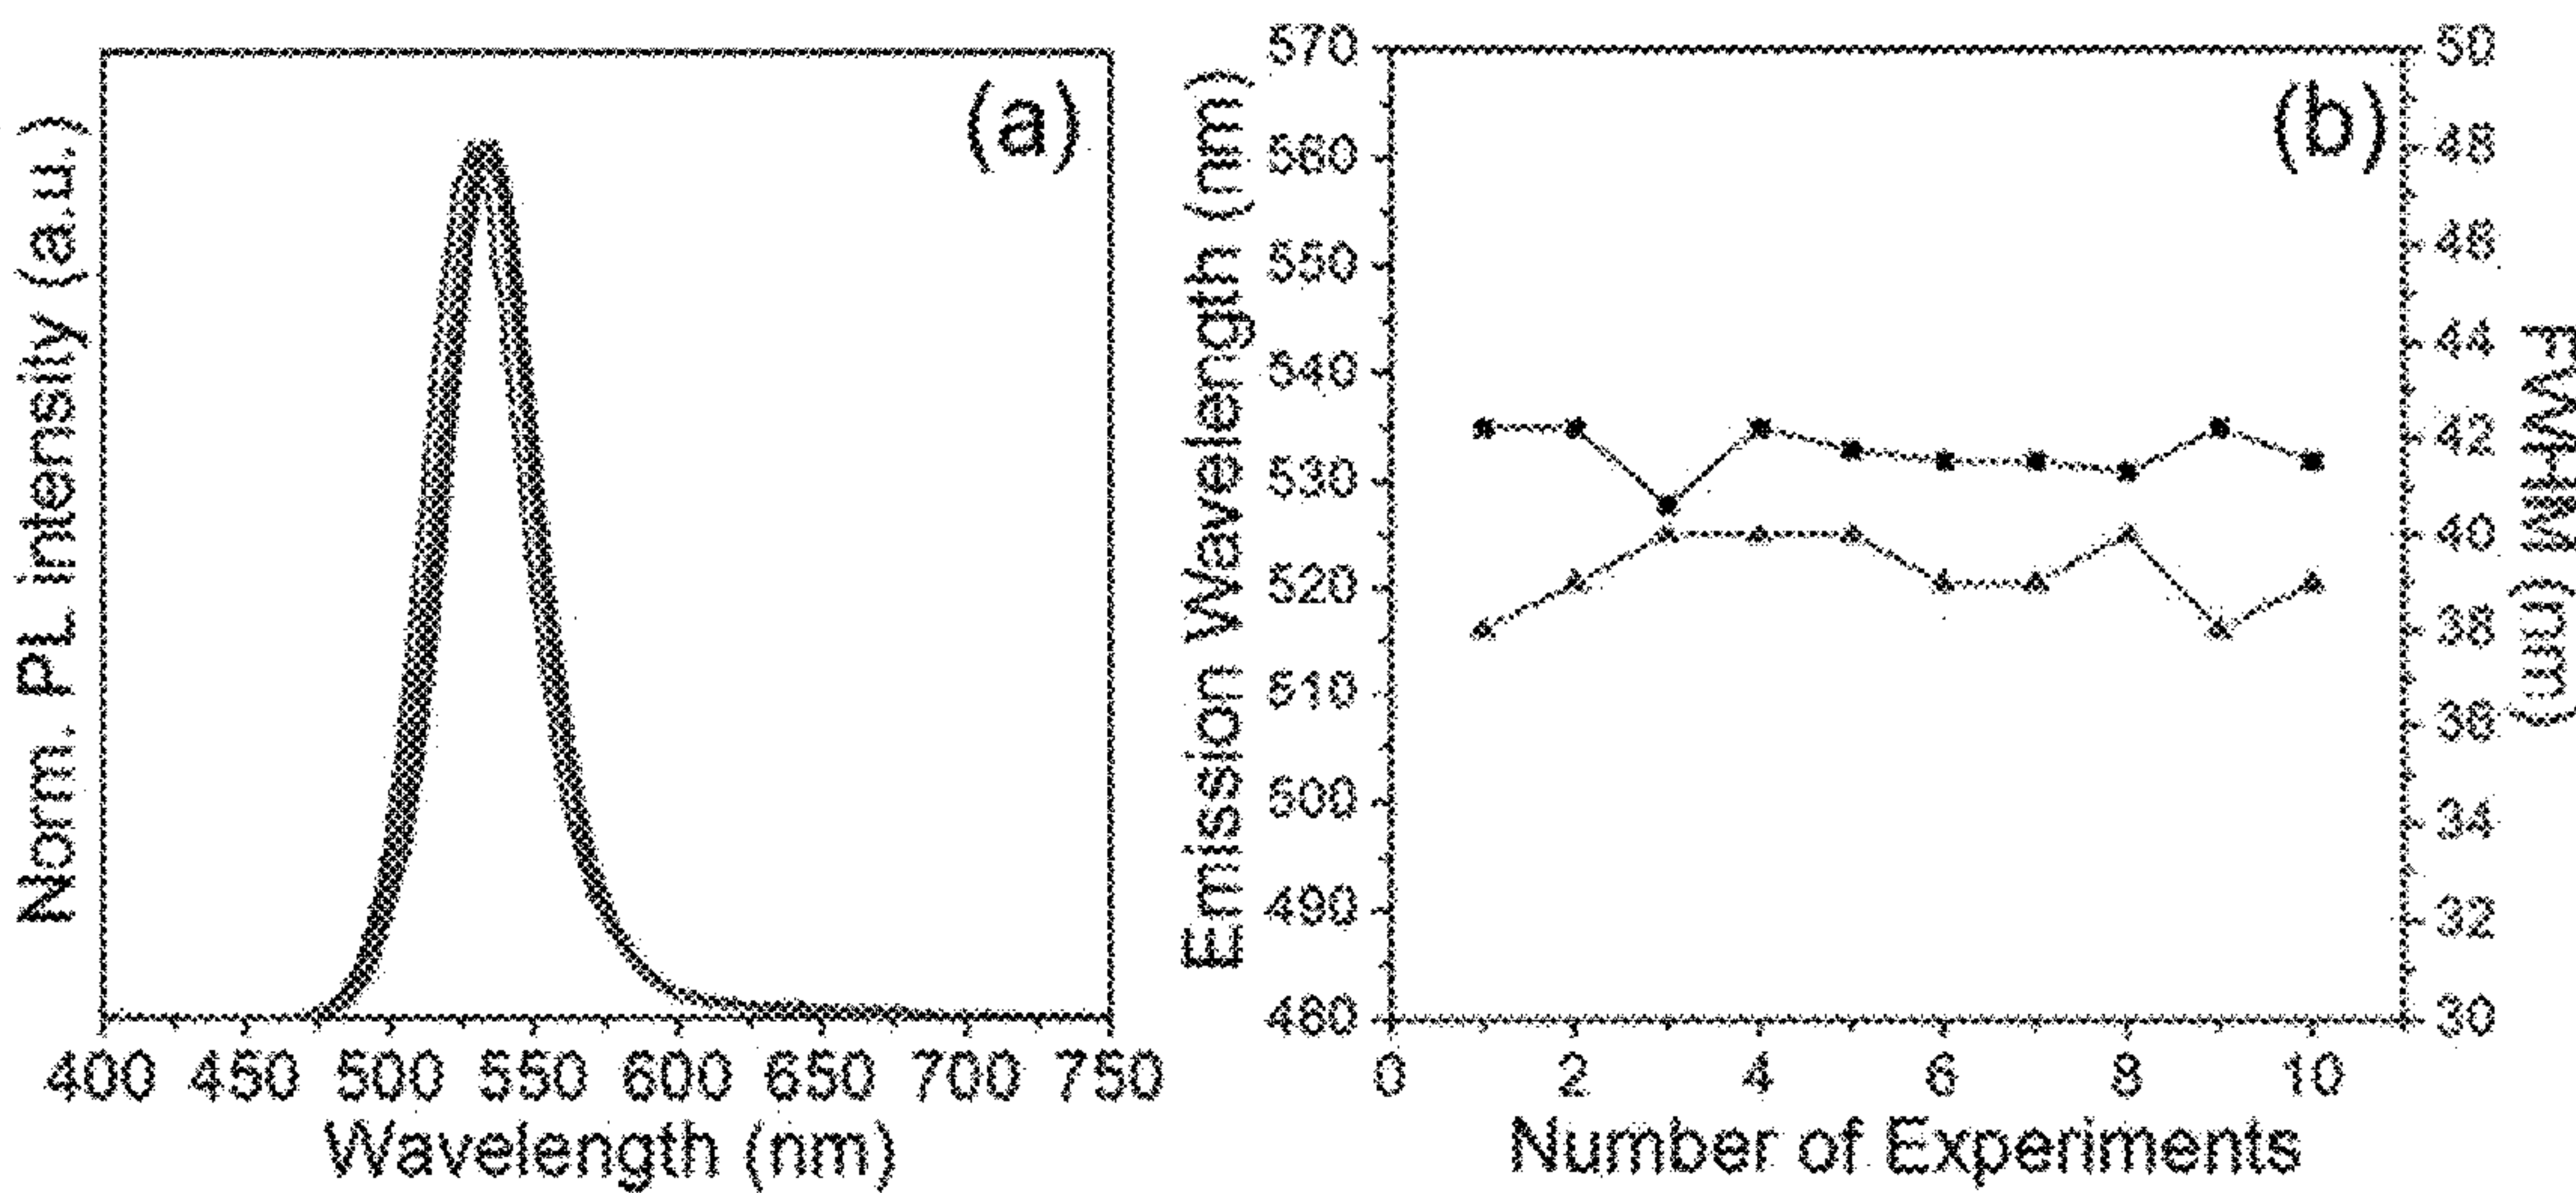 (a)
Norm. PL intensity (a.u.)
400 450 500 550 600 650 700 750
Wavelength (nm)
(b)
Emission Wavelength (nm)
570
560
550
540
530
520
510
500
490
480
50
48
46
44
42
40
38
36
34
32
30
FWHM (nm)
0 2 4 6 8 10
Number of Experiments